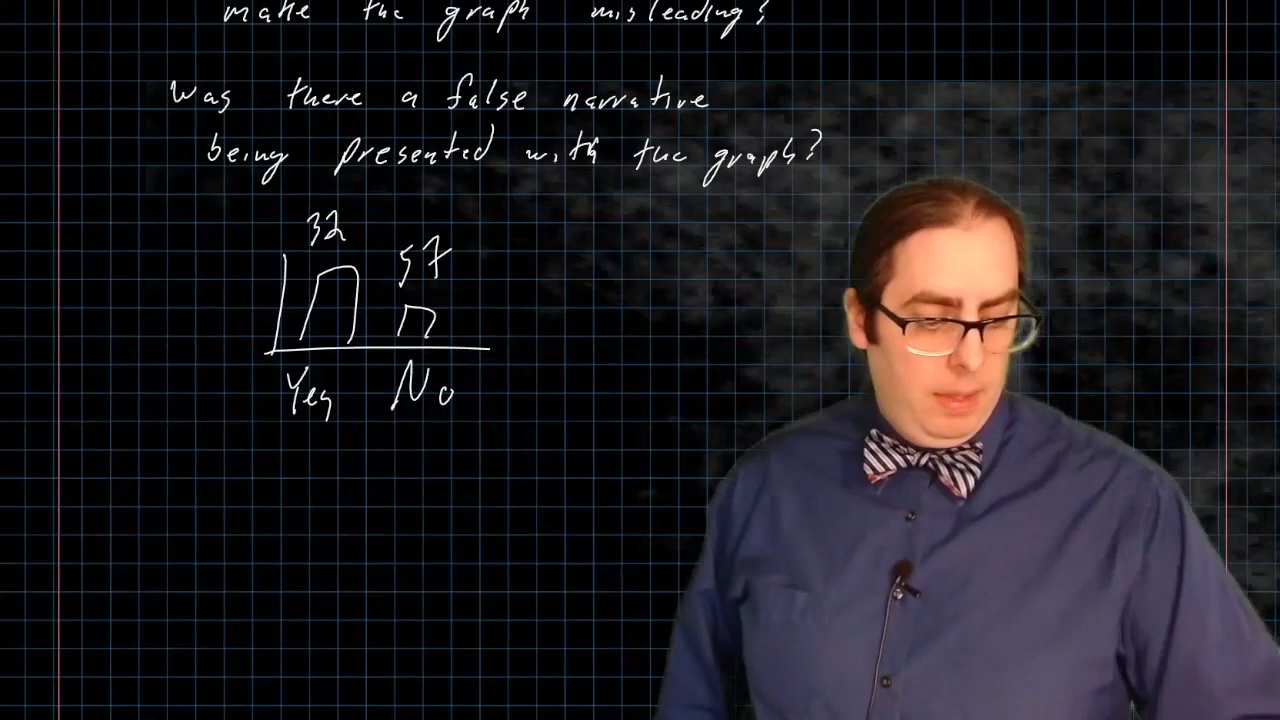 make the graph misleading?
Was there a false narrative
being presented with the graph?
32
57
Yes No